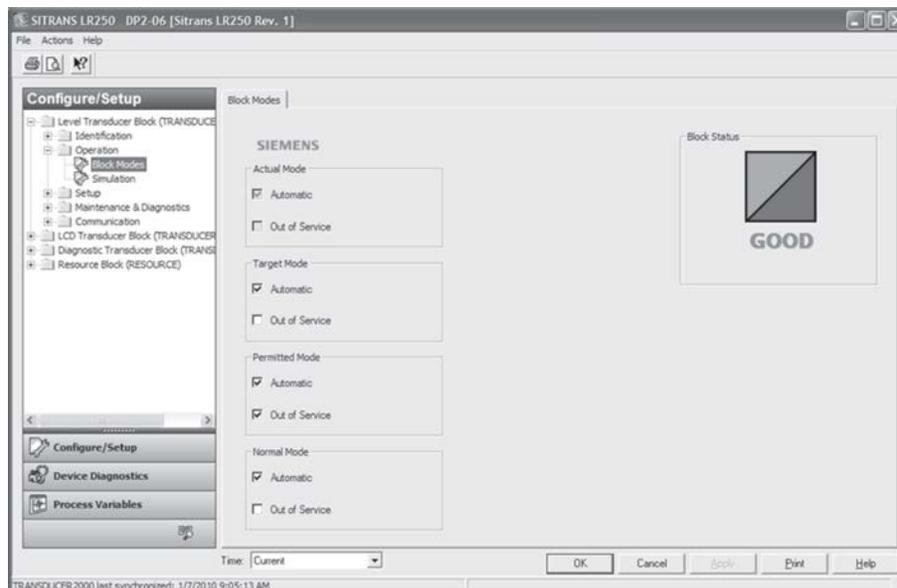 SITRANS LR250 DP2-06 [Sitrans LR250 Rev. 1]
File Actions Help
Configure/Setup
Level Transducer Block (TRANSDUCE
Identification
Operation
Block Modes
Simulation
Setup
Maintenance & Diagnostics
Communication
LCD Transducer Block (TRANSDUCER
Diagnostic Transducer Block (TRANSD
Resource Block (RESOURCE)
Configure/Setup
Device Diagnostics
Process Variables
Block Modes
SIEMENS
Actual Mode
Automatic
Out of Service
Target Mode
Automatic
Out of Service
Permitted Mode
Automatic
Out of Service
Normal Mode
Automatic
Out of Service
Block Status
GOOD
Time: Current
OK Cancel Apply Print Help
TRANSDUCER2000 last synchronized: 1/7/2010 9:05:13 AM